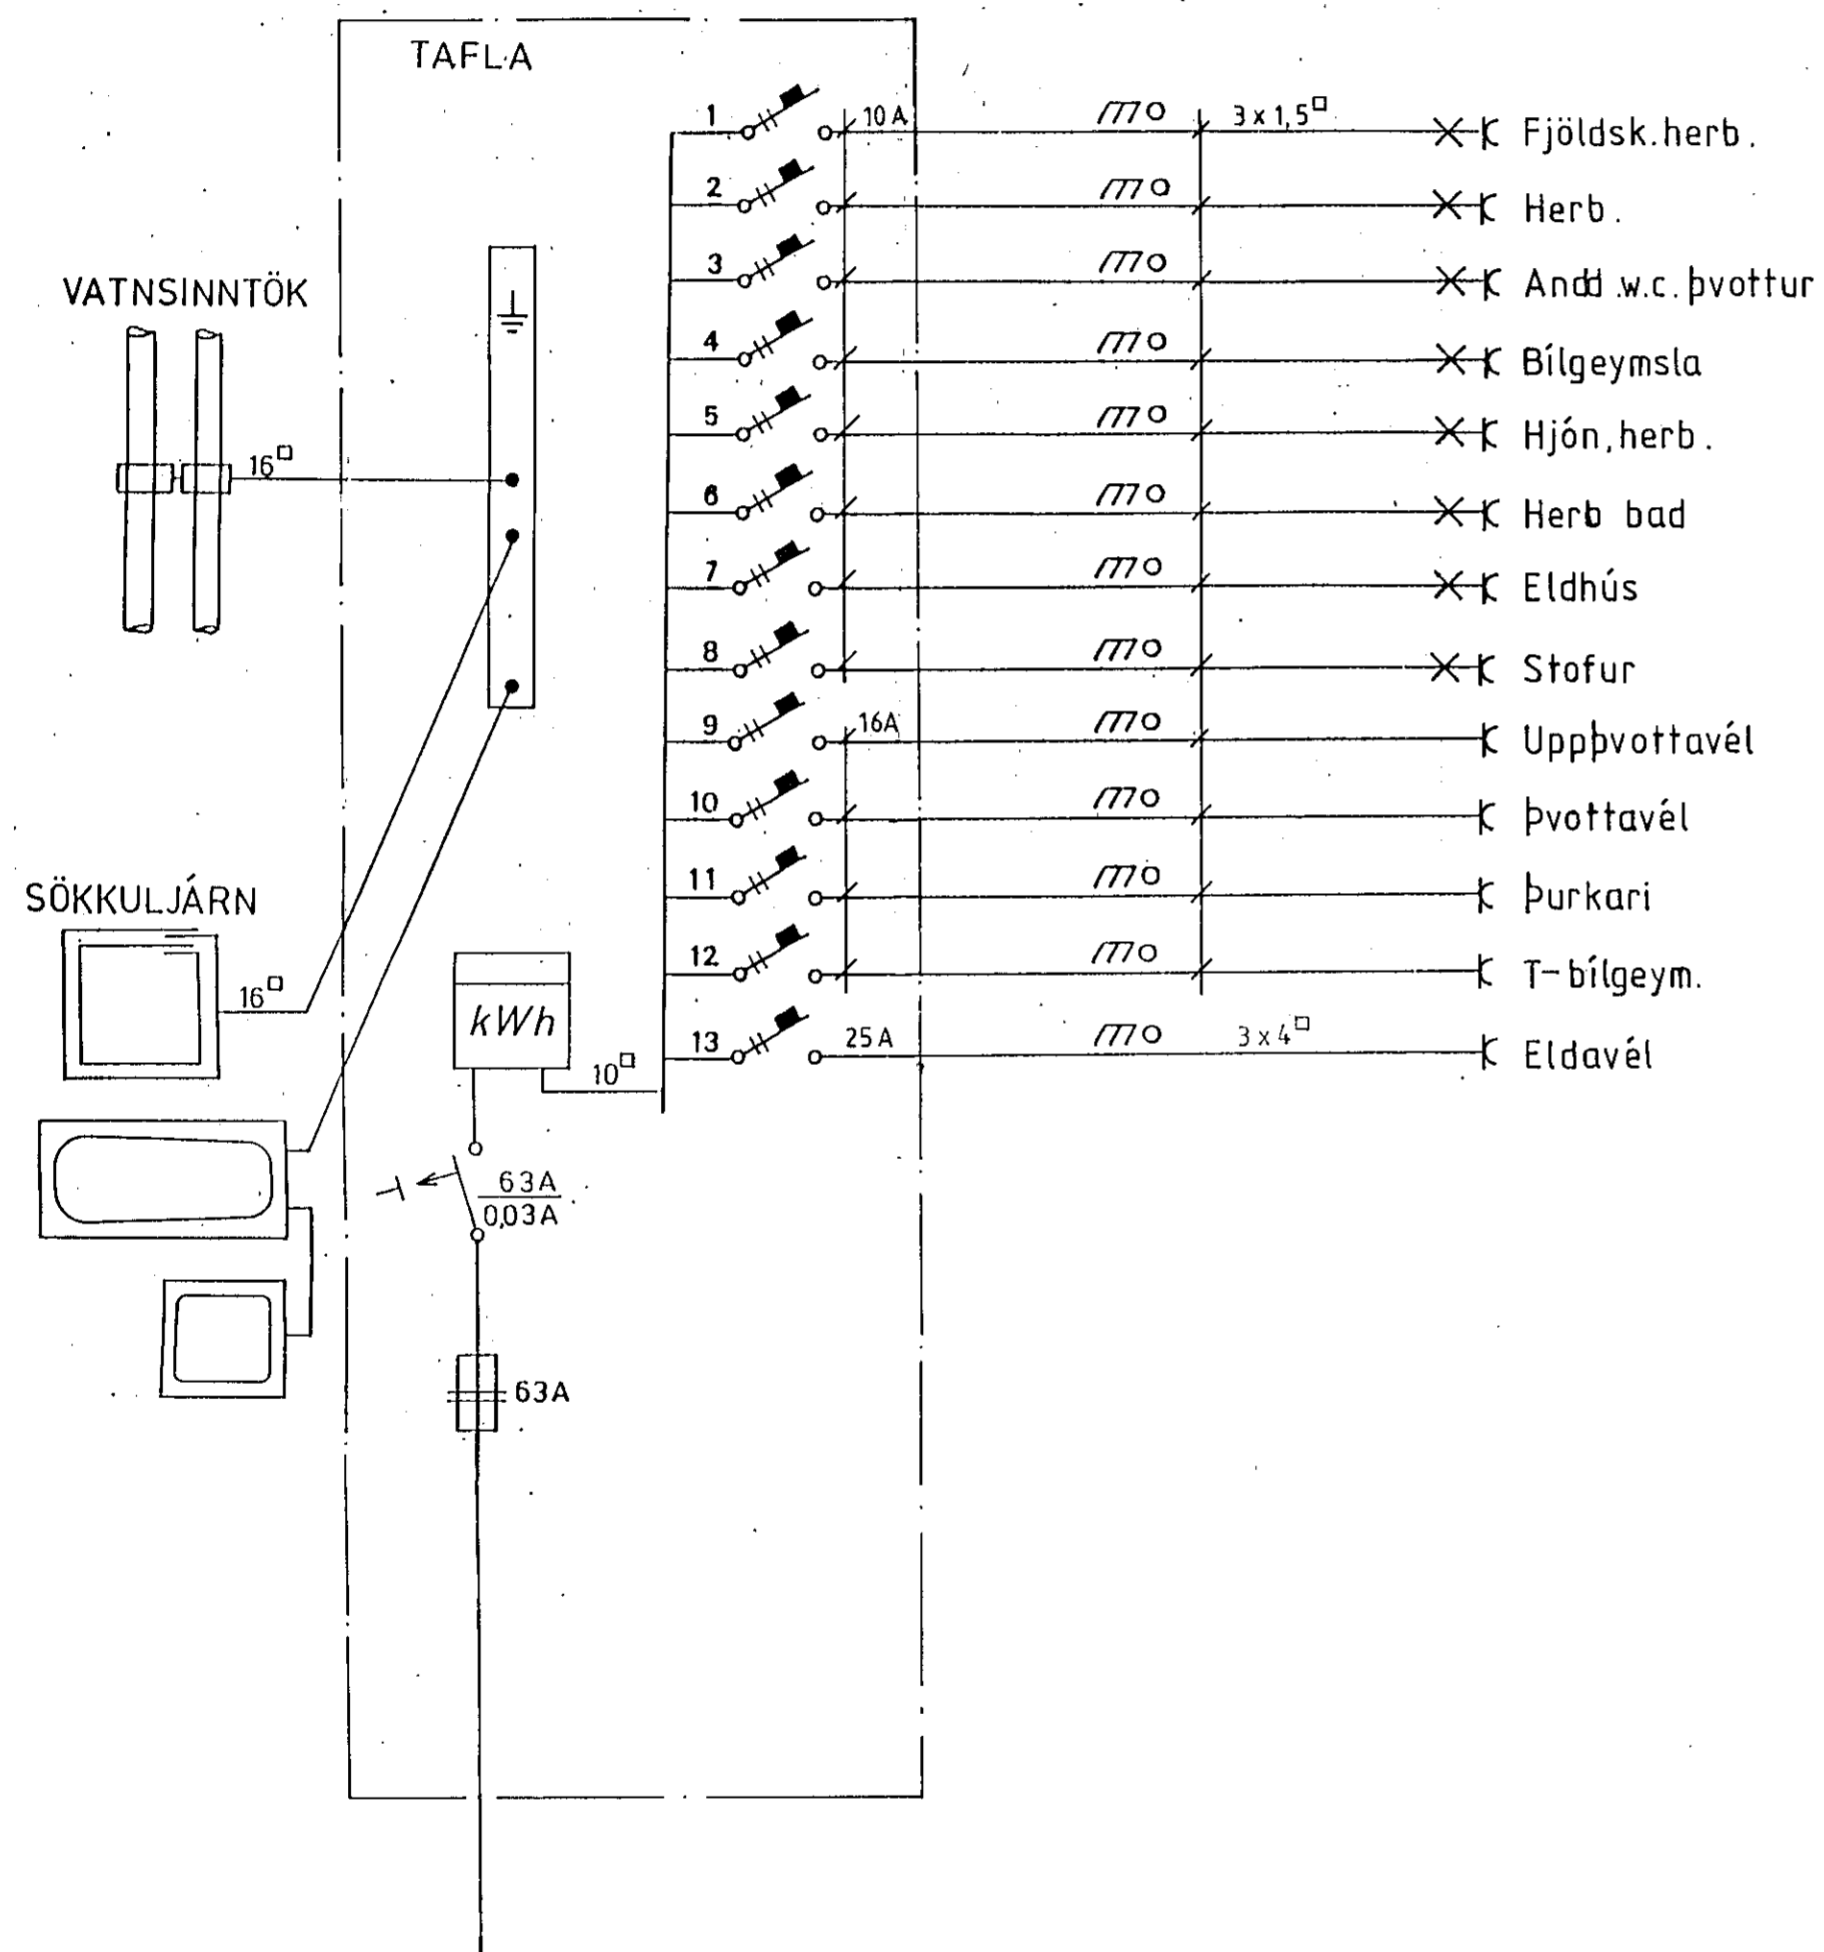 TAFLA
1 10A 3 x 1,5□ Fjöldsk.herb.
2 Herb.
3 Andd.w.c. þvottur
VATNSINNTÖK
4 Bílgeymsla
5 Hjón,herb.
16□
6 Herb bad
7 Eldhús
8 Stofur
9 16A Uppþvottavél
10 Þvottavél
11 Þurkari
SÖKKULJÁRN
12 T-bílgeym.
16□
kWh
13 25A 3 x 4□ Eldavél
10□
63A
0,03A
63A